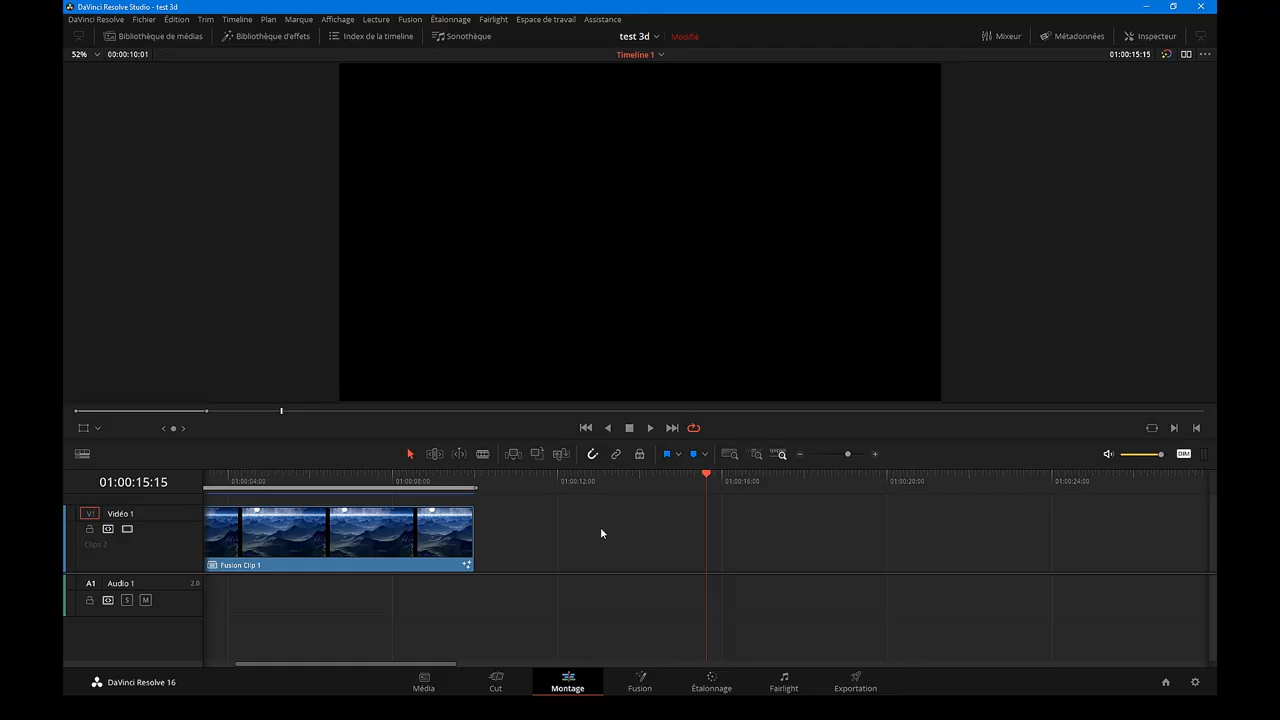 DaVinci Resolve Studio - test 3d
DaVinci Resolve Fichier Édition Trim Timeline Plan Marque Affichage Lecture Fusion Étalonnage Fairlight Espace de travail Assistance
Bibliothèque de médias Bibliothèque d'effets Index de la timeline Sonothèque test 3d Modifié Mixeur Métadonnées Inspecteur
52% 00:00:10:01 Timeline 1 01:00:15:15
DIM
01:00:15:15 01:00:04:00 01:00:08:00 01:00:12:00 01:00:16:00 01:00:20:00 01:00:24:00
V1 Vidéo 1
Clips 2
Fusion Clip 1
A1 Audio 1 2.0
S M
DaVinci Resolve 16 Média Cut Montage Fusion Étalonnage Fairlight Exportation